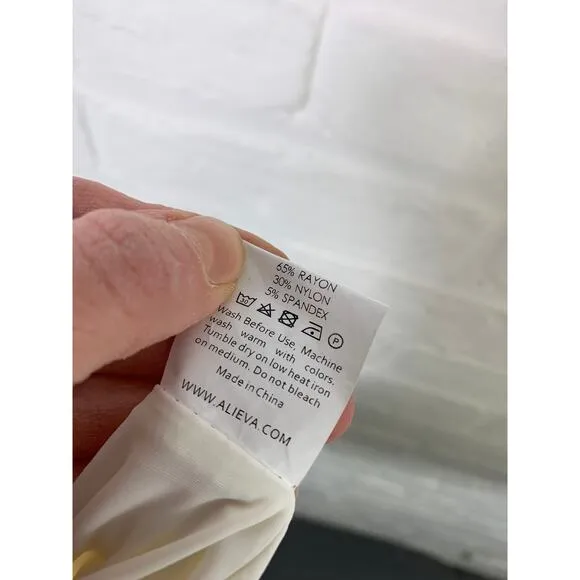 65% RAYON
30% NYLON
5% SPANDEX
30 P
Wash Before Use. Machine
wash warm with colors.
Tumble dry on low heat iron
on medium. Do not bleach
Made in China
WWW.ALIEVA.COM